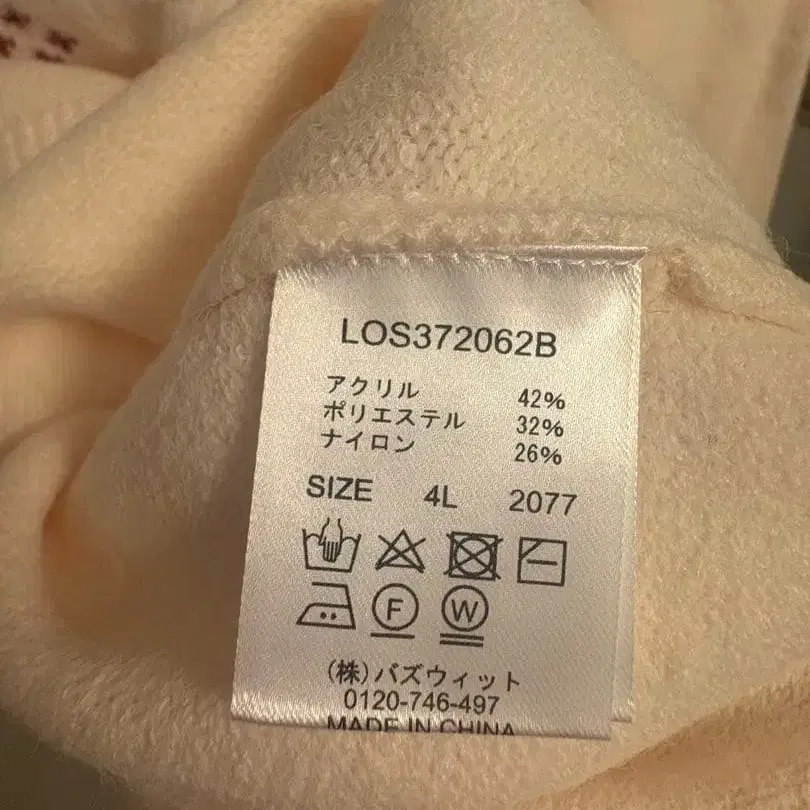 LOS372062B
アクリル 42%
ポリエステル 32%
ナイロン 26%
SIZE 4L 2077
F W
(株)バズウィット
0120-746-497
MADE IN CHINA